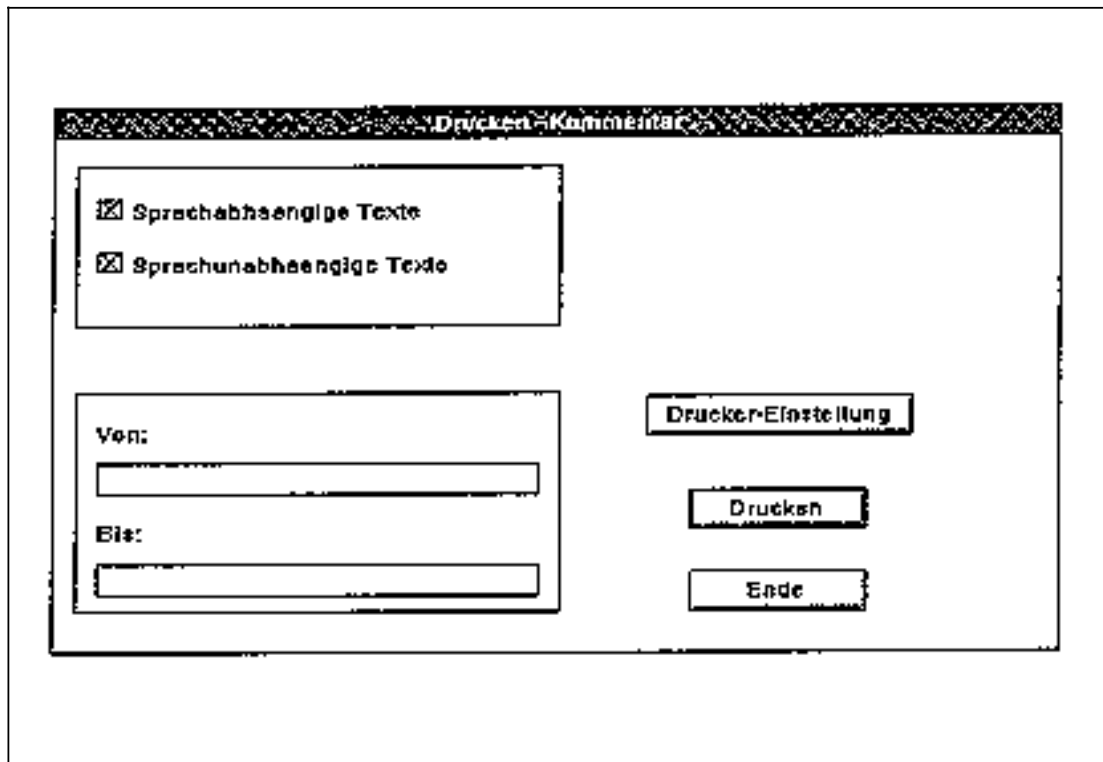 Drucken - Kommentar
Sprachabhaengige Texte
Sprachunabhaengige Texte
Von:
Drucker-Einstellung
Drucken
Bis:
Ende